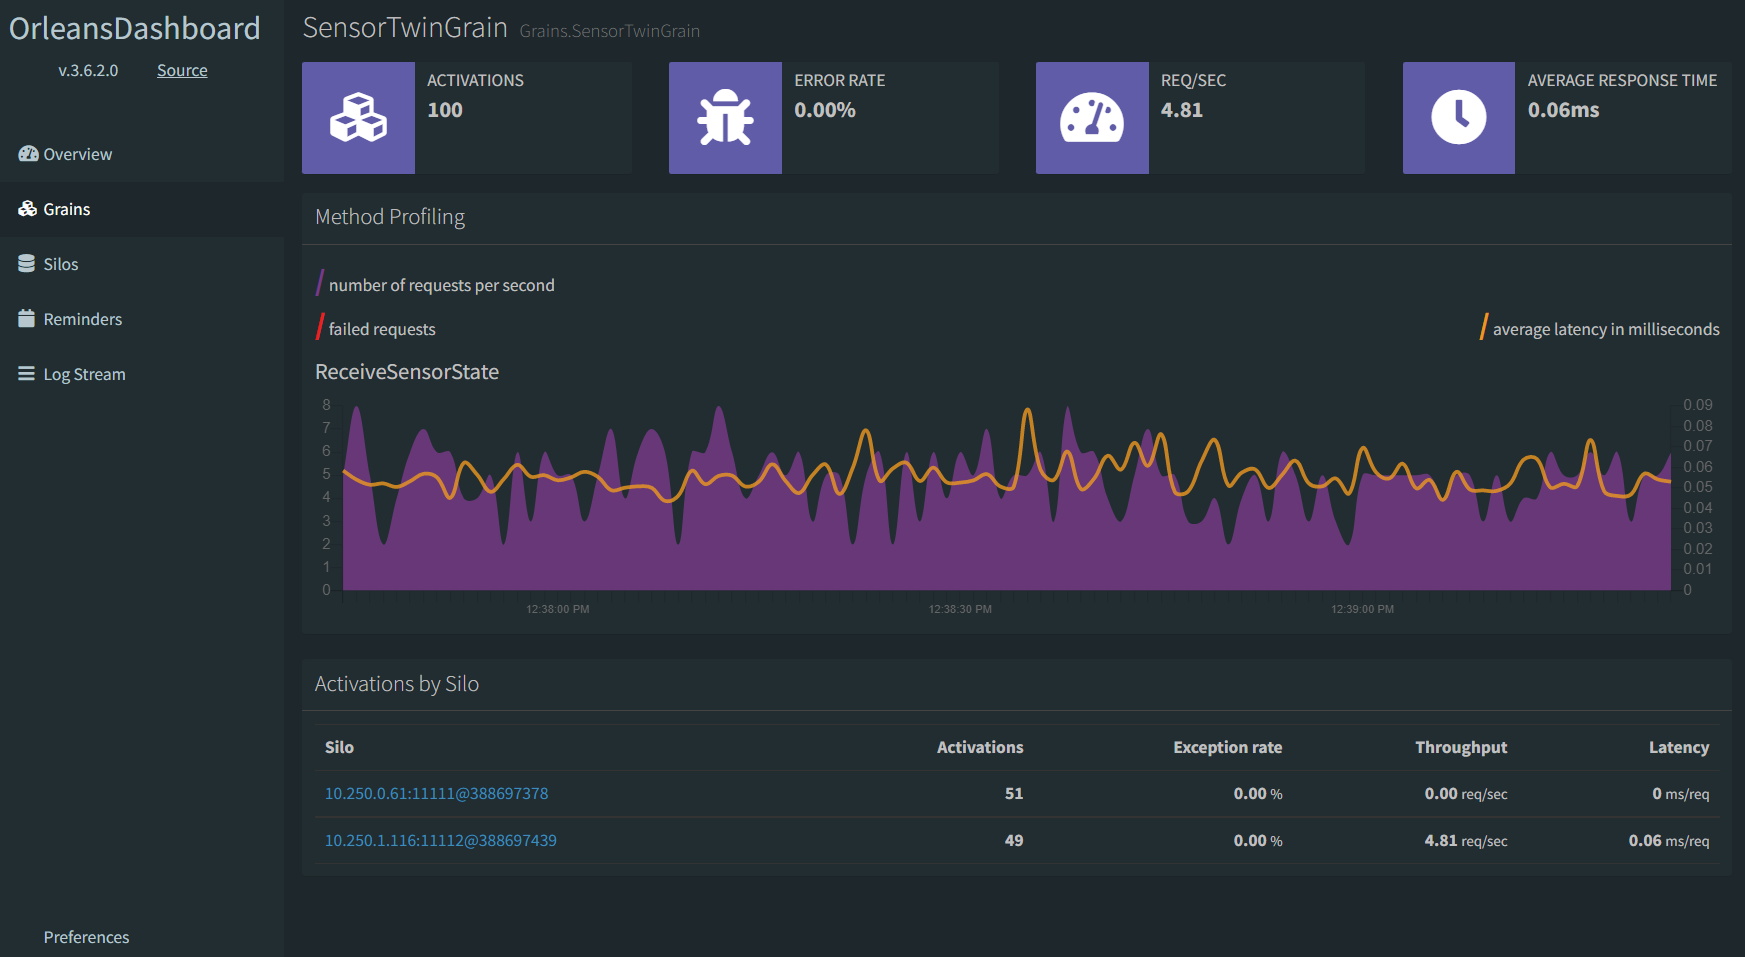 OrleansDashboard
v.3.6.2.0 Source
Overview
Grains
Silos
Reminders
Log Stream
Preferences
SensorTwinGrain Grains.SensorTwinGrain
ACTIVATIONS
100
ERROR RATE
0.00%
REQ/SEC
4.81
AVERAGE RESPONSE TIME
0.06ms
Method Profiling
number of requests per second
failed requests
average latency in milliseconds
ReceiveSensorState
8
7
6
5
4
3
2
1
0
0.09
0.08
0.07
0.06
0.05
0.04
0.03
0.02
0.01
0
12:38:00 PM 12:38:30 PM 12:39:00 PM
Activations by Silo
Silo Activations Exception rate Throughput Latency
10.250.0.61:11111@388697378 51 0.00 % 0.00 req/sec 0 ms/req
10.250.1.116:11112@388697439 49 0.00 % 4.81 req/sec 0.06 ms/req